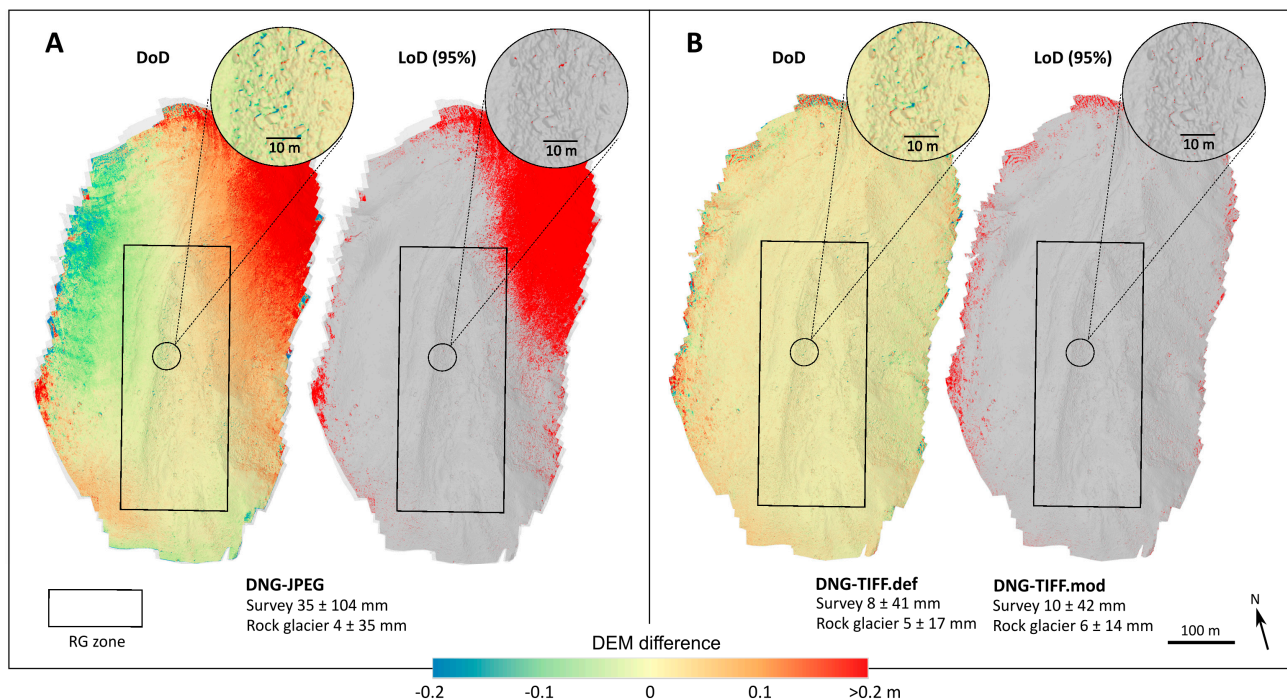 A
DoD
LoD (95%)
10 m
10 m
B
DoD
LoD (95%)
10 m
10 m
RG zone
DNG-JPEG
Survey 35 ± 104 mm
Rock glacier 4 ± 35 mm
DNG-TIFF.def
Survey 8 ± 41 mm
Rock glacier 5 ± 17 mm
DNG-TIFF.mod
Survey 10 ± 42 mm
Rock glacier 6 ± 14 mm
N
100 m
DEM difference
-0.2
-0.1
0
0.1
>0.2 m